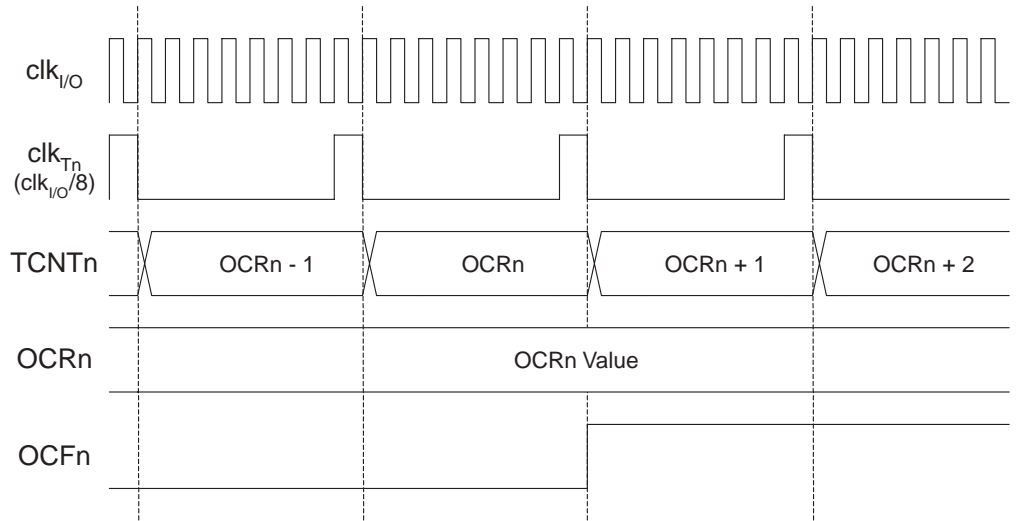 clkI/O
clkTn
(clkI/O/8)
TCNTn OCRn - 1 OCRn OCRn + 1 OCRn + 2
OCRn OCRn Value
OCFn